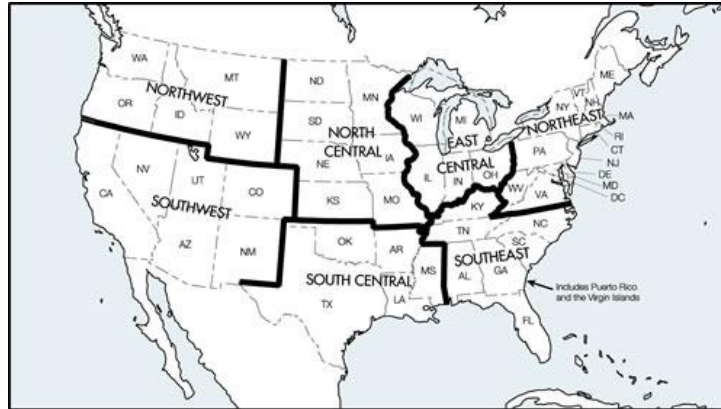 WA
MT
ND
MN
ME
VT
NH
NY
MA
OR
ID
NORTHWEST
WY
SD
WI
MI
NORTHEAST
RI
CT
NORTH
CENTRAL
EAST
CENTRAL
PA
NJ
DE
MD
DC
NE
IA
IL
IN
OH
WV
VA
NV
UT
CO
KS
MO
KY
CA
SOUTHWEST
TN
NC
AZ
NM
OK
AR
SC
SOUTHEAST
SOUTH CENTRAL
MS
AL
GA
TX
LA
FL
Includes Puerto Rico
and the Virgin Islands